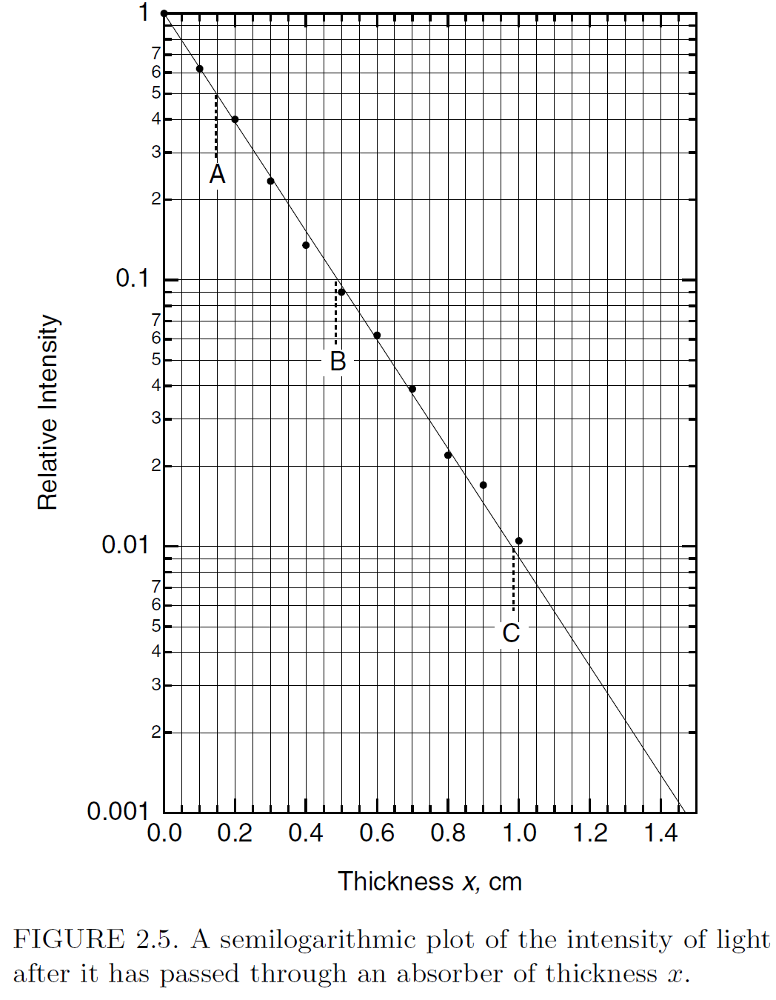 1
7
6
5
4
3
2
0.1
7
6
5
4
3
2
0.01
7
6
5
4
3
2
0.001
A
B
C
Relative Intensity
0.0 0.2 0.4 0.6 0.8 1.0 1.2 1.4
Thickness x, cm
FIGURE 2.5. A semilogarithmic plot of the intensity of light
after it has passed through an absorber of thickness x.